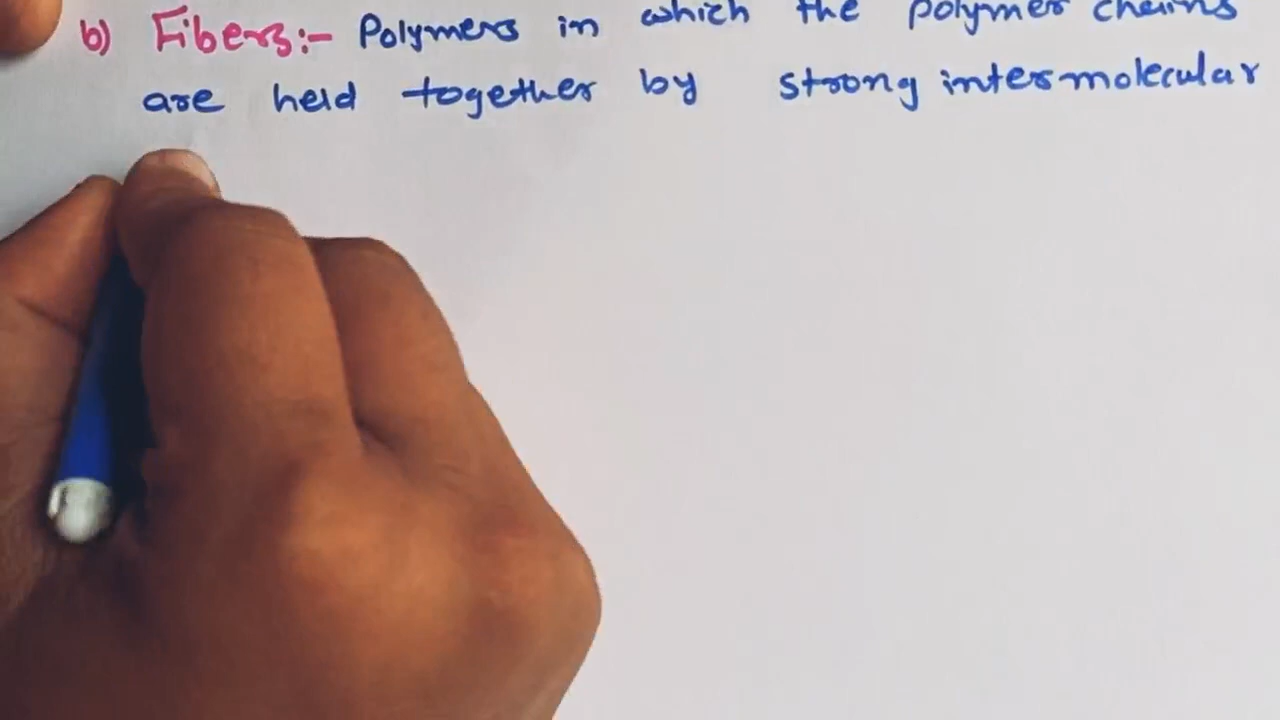 b) Fibers:- Polymers in which the polymer chains
are held together by strong intermolecular